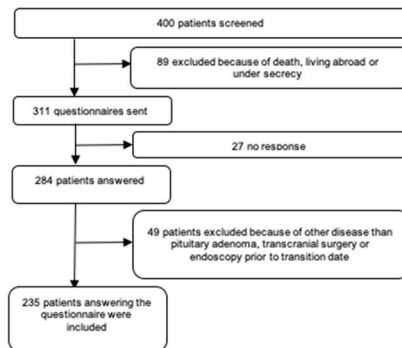 400 patients screened
89 excluded because of death, living abroad or
under secrecy
311 questionnaires sent
27 no response
284 patients answered
49 patients excluded because of other disease than
pituitary adenoma, transcranial surgery or
endoscopy prior to transition date
235 patients answering the
questionnaire were
included